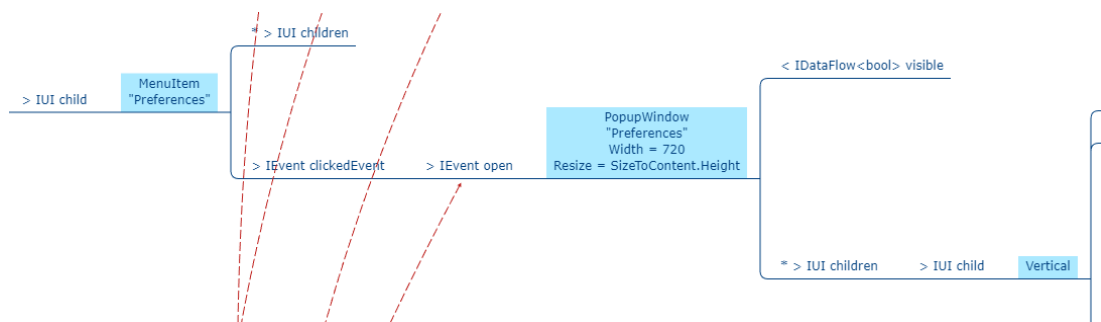 * > IUI children
< IDataFlow<bool> visible
MenuItem
"Preferences"
> IUI child
PopupWindow
"Preferences"
Width = 720
Resize = SizeToContent.Height
> IEvent clickedEvent
> IEvent open
* > IUI children
> IUI child
Vertical